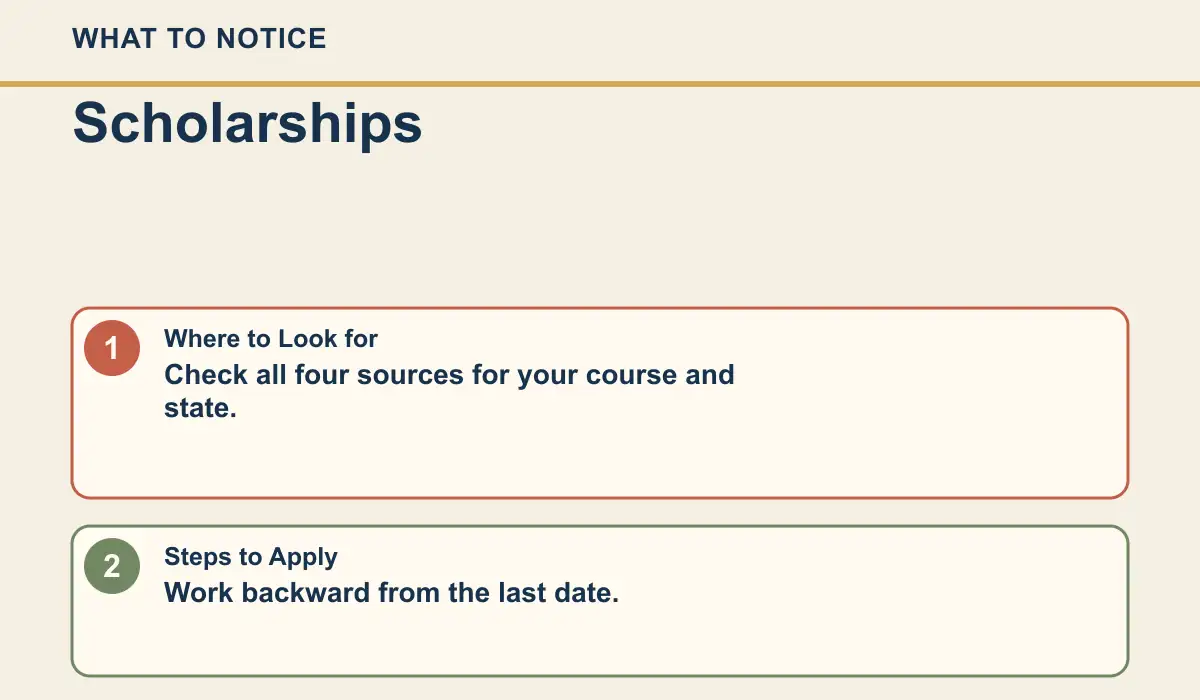 WHAT TO NOTICE
Scholarships
1
Where to Look for
Check all four sources for your course and
state.
2
Steps to Apply
Work backward from the last date.